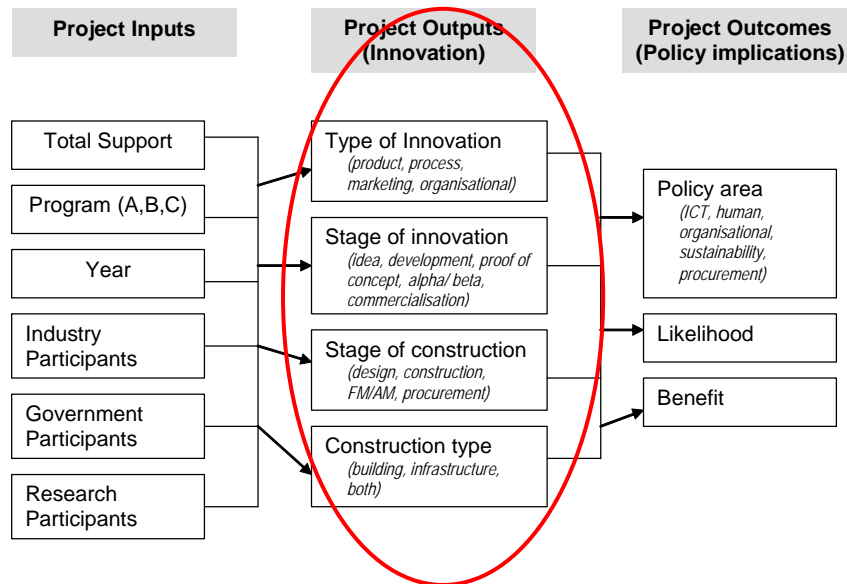 Project Inputs
Total Support
Program (A,B,C)
Year
Industry
Participants
Government
Participants
Research
Participants
Project Outputs
(Innovation)
Type of Innovation
(product, process,
marketing, organisational)
Stage of innovation
(idea, development, proof of
concept, alpha/ beta,
commercialisation)
Stage of construction
(design, construction,
FM/AM, procurement)
Construction type
(building, infrastructure,
both)
Project Outcomes
(Policy implications)
Policy area
(ICT, human,
organisational,
sustainability,
procurement)
Likelihood
Benefit